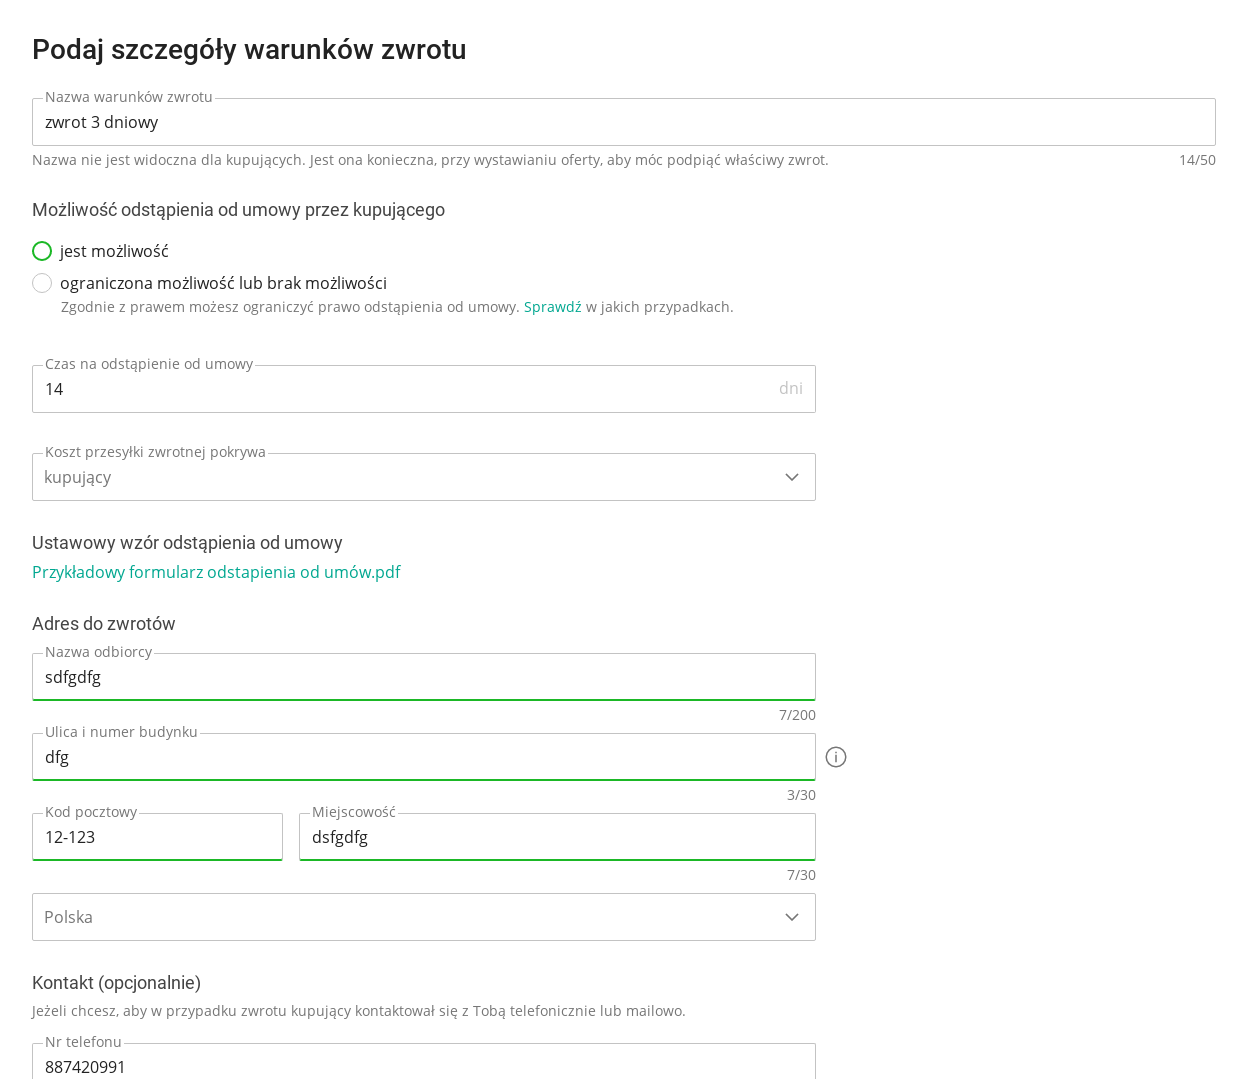 Podaj szczegóły warunków zwrotu
Nazwa warunków zwrotu
zwrot 3 dniowy
Nazwa nie jest widoczna dla kupujących. Jest ona konieczna, przy wystawianiu oferty, aby móc podpiąć właściwy zwrot. 14/50
Możliwość odstąpienia od umowy przez kupującego
jest możliwość
ograniczona możliwość lub brak możliwości
Zgodnie z prawem możesz ograniczyć prawo odstąpienia od umowy. Sprawdź w jakich przypadkach.
Czas na odstąpienie od umowy
14 dni
Koszt przesyłki zwrotnej pokrywa
kupujący
Ustawowy wzór odstąpienia od umowy
Przykładowy formularz odstapienia od umów.pdf
Adres do zwrotów
Nazwa odbiorcy
sdfgdfg
7/200
Ulica i numer budynku
dfg
3/30
Kod pocztowy Miejscowość
12-123 dsfgdfg
7/30
Polska
Kontakt (opcjonalnie)
Jeżeli chcesz, aby w przypadku zwrotu kupujący kontaktował się z Tobą telefonicznie lub mailowo.
Nr telefonu
887420991